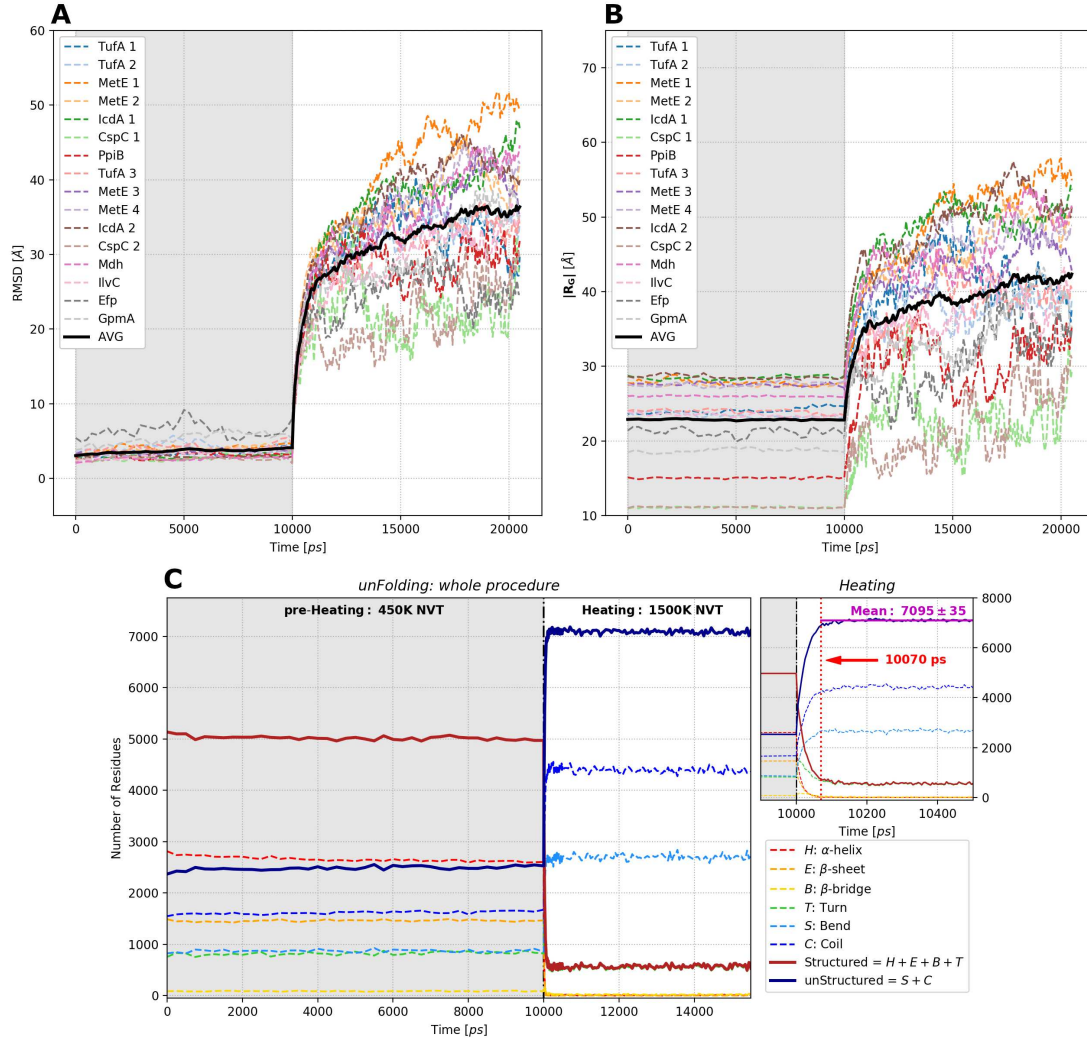 A
RMSD [Å]
60
50
40
30
20
10
0
0
5000
10000
15000
20000
Time [ps]
TufA 1
TufA 2
MetE 1
MetE 2
IcdA 1
CspC 1
PpiB
TufA 3
MetE 3
MetE 4
IcdA 2
CspC 2
Mdh
IlvC
Efp
GpmA
AVG
B
|R_G| [Å]
70
60
50
40
30
20
10
0
5000
10000
15000
20000
Time [ps]
TufA 1
TufA 2
MetE 1
MetE 2
IcdA 1
CspC 1
PpiB
TufA 3
MetE 3
MetE 4
IcdA 2
CspC 2
Mdh
IlvC
Efp
GpmA
AVG
C
unFolding: whole procedure
pre-Heating: 450K NVT
Heating: 1500K NVT
Number of Residues
7000
6000
5000
4000
3000
2000
1000
0
0
2000
4000
6000
8000
10000
12000
14000
Time [ps]
Heating
Mean: 7095 ± 35
10070 ps
8000
6000
4000
2000
0
10000
10200
10400
Time [ps]
H: α-helix
E: β-sheet
B: β-bridge
T: Turn
S: Bend
C: Coil
Structured = H + E + B + T
unStructured = S + C